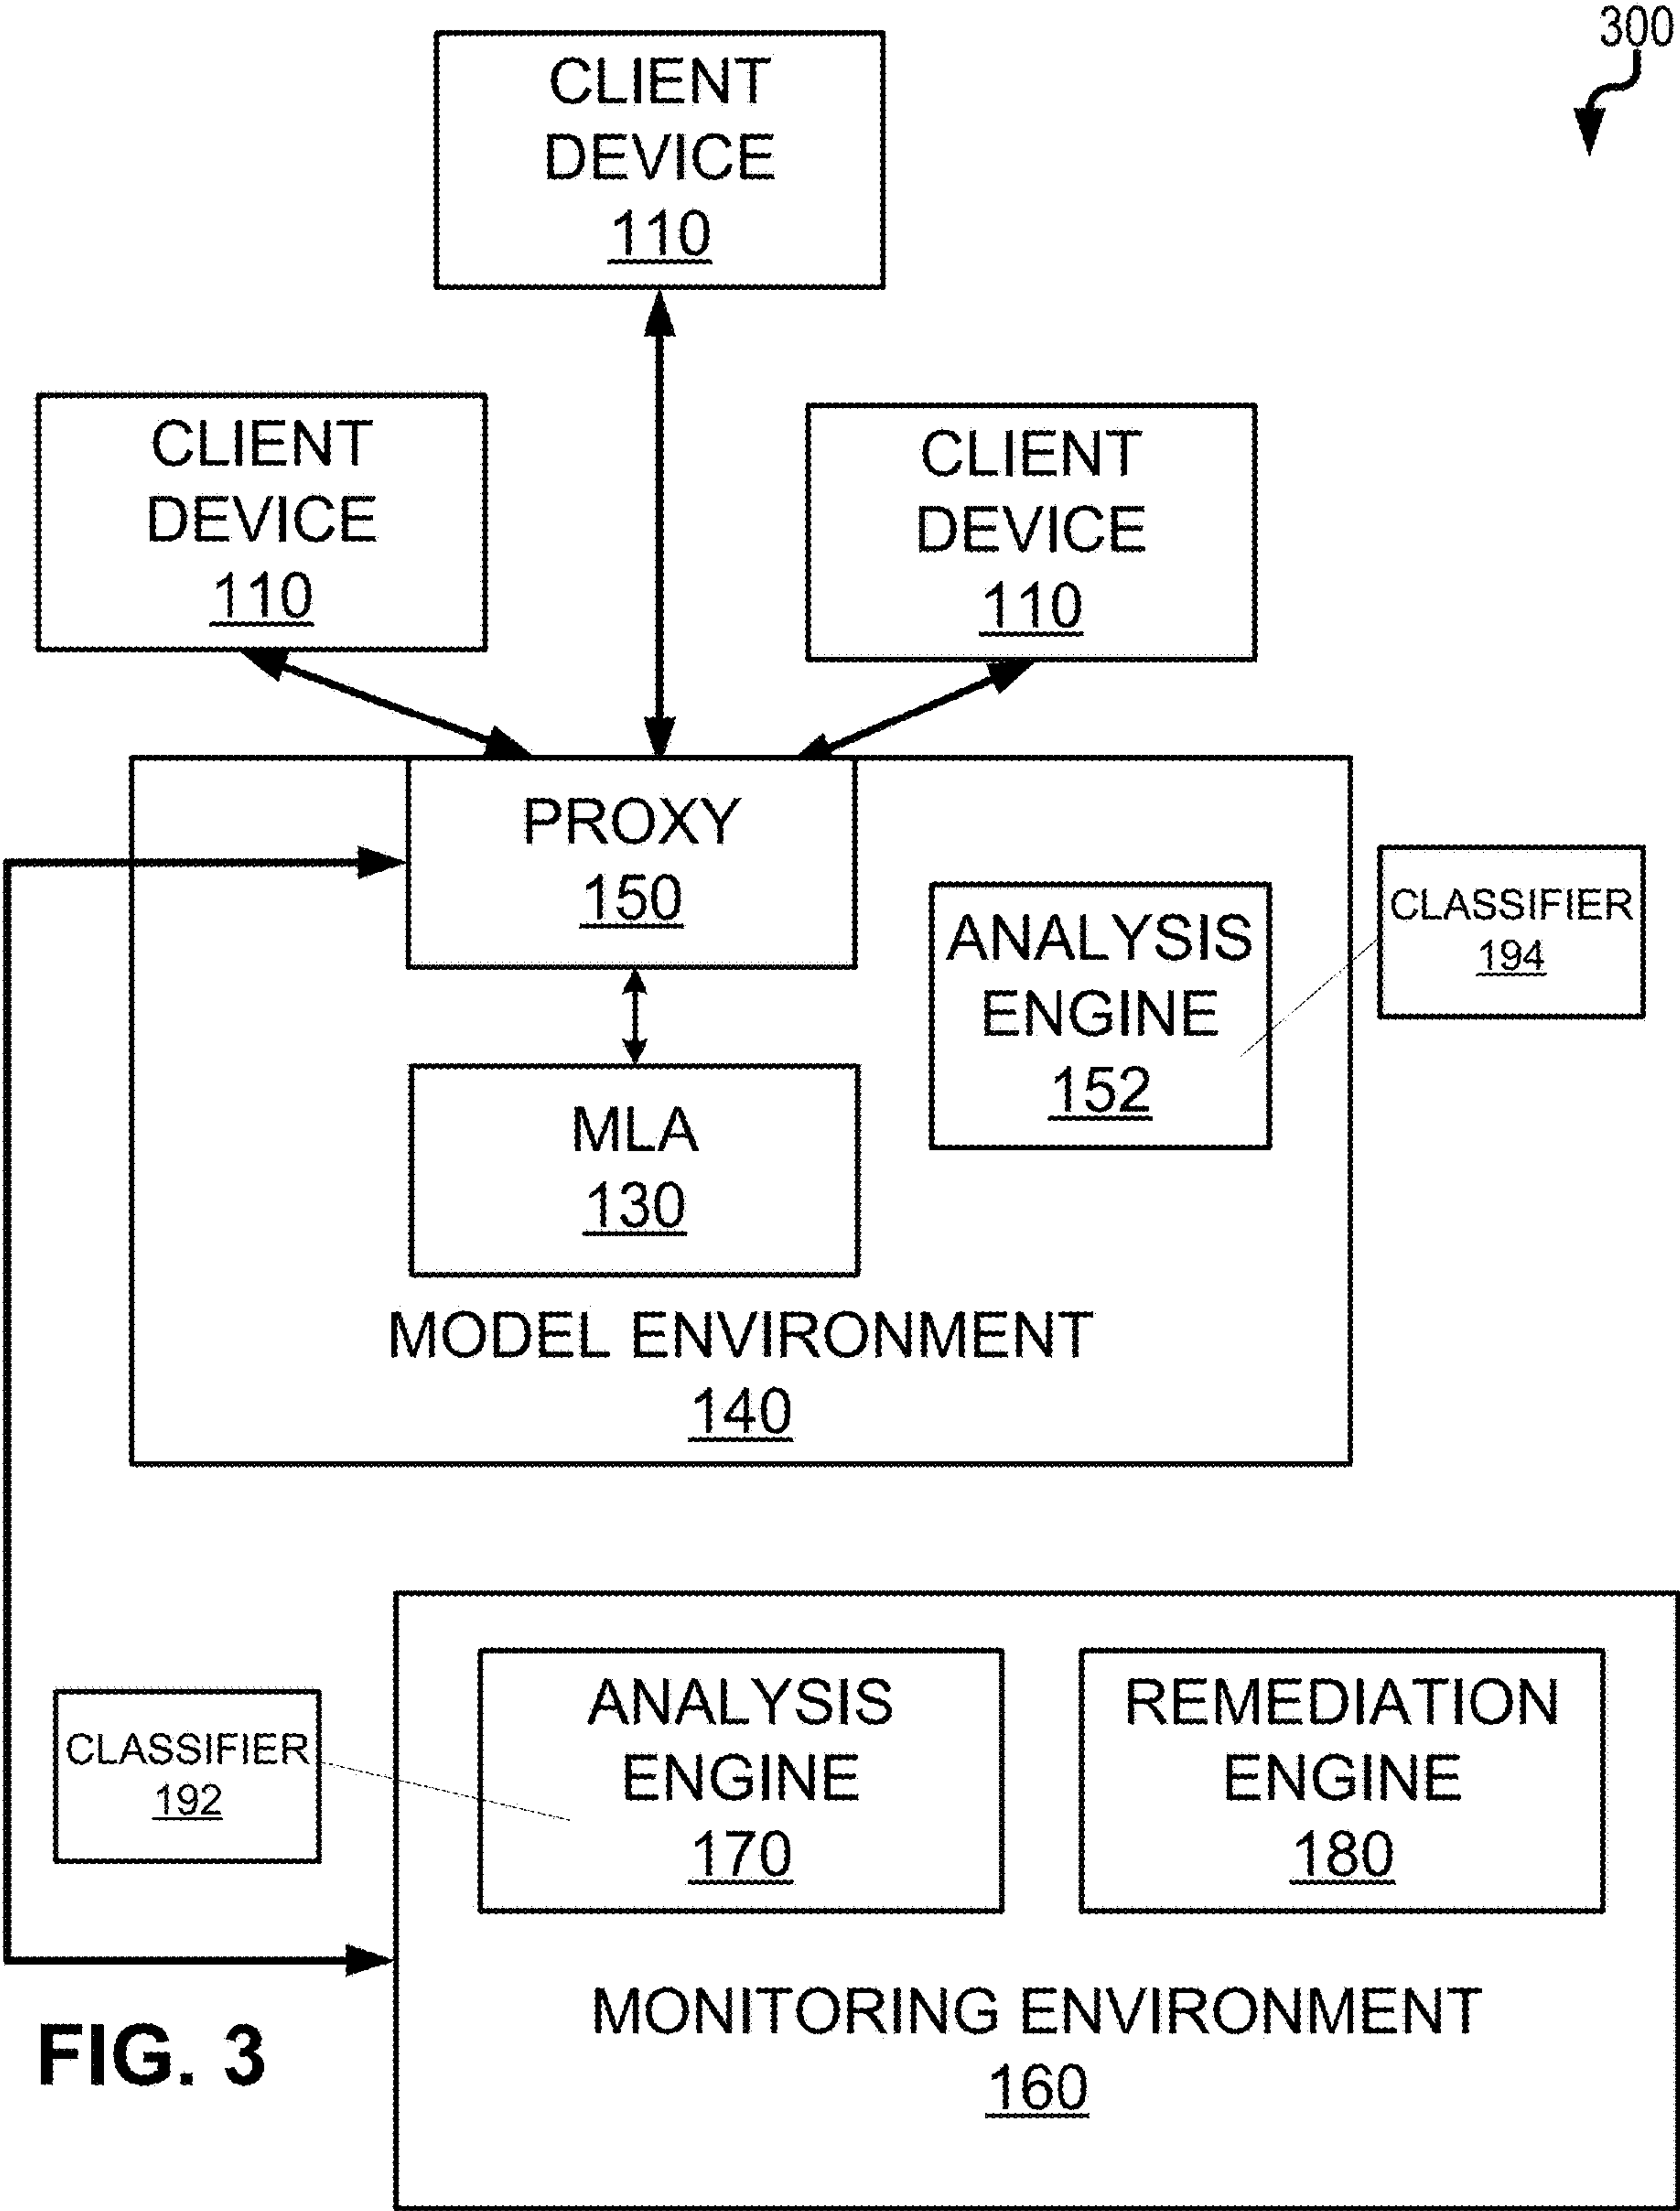 300
CLIENT
DEVICE
110
CLIENT
DEVICE
110
CLIENT
DEVICE
110
PROXY
150
ANALYSIS
ENGINE
152
CLASSIFIER
194
MLA
130
MODEL ENVIRONMENT
140
CLASSIFIER
192
ANALYSIS
ENGINE
170
REMEDIATION
ENGINE
180
MONITORING ENVIRONMENT
160
FIG. 3